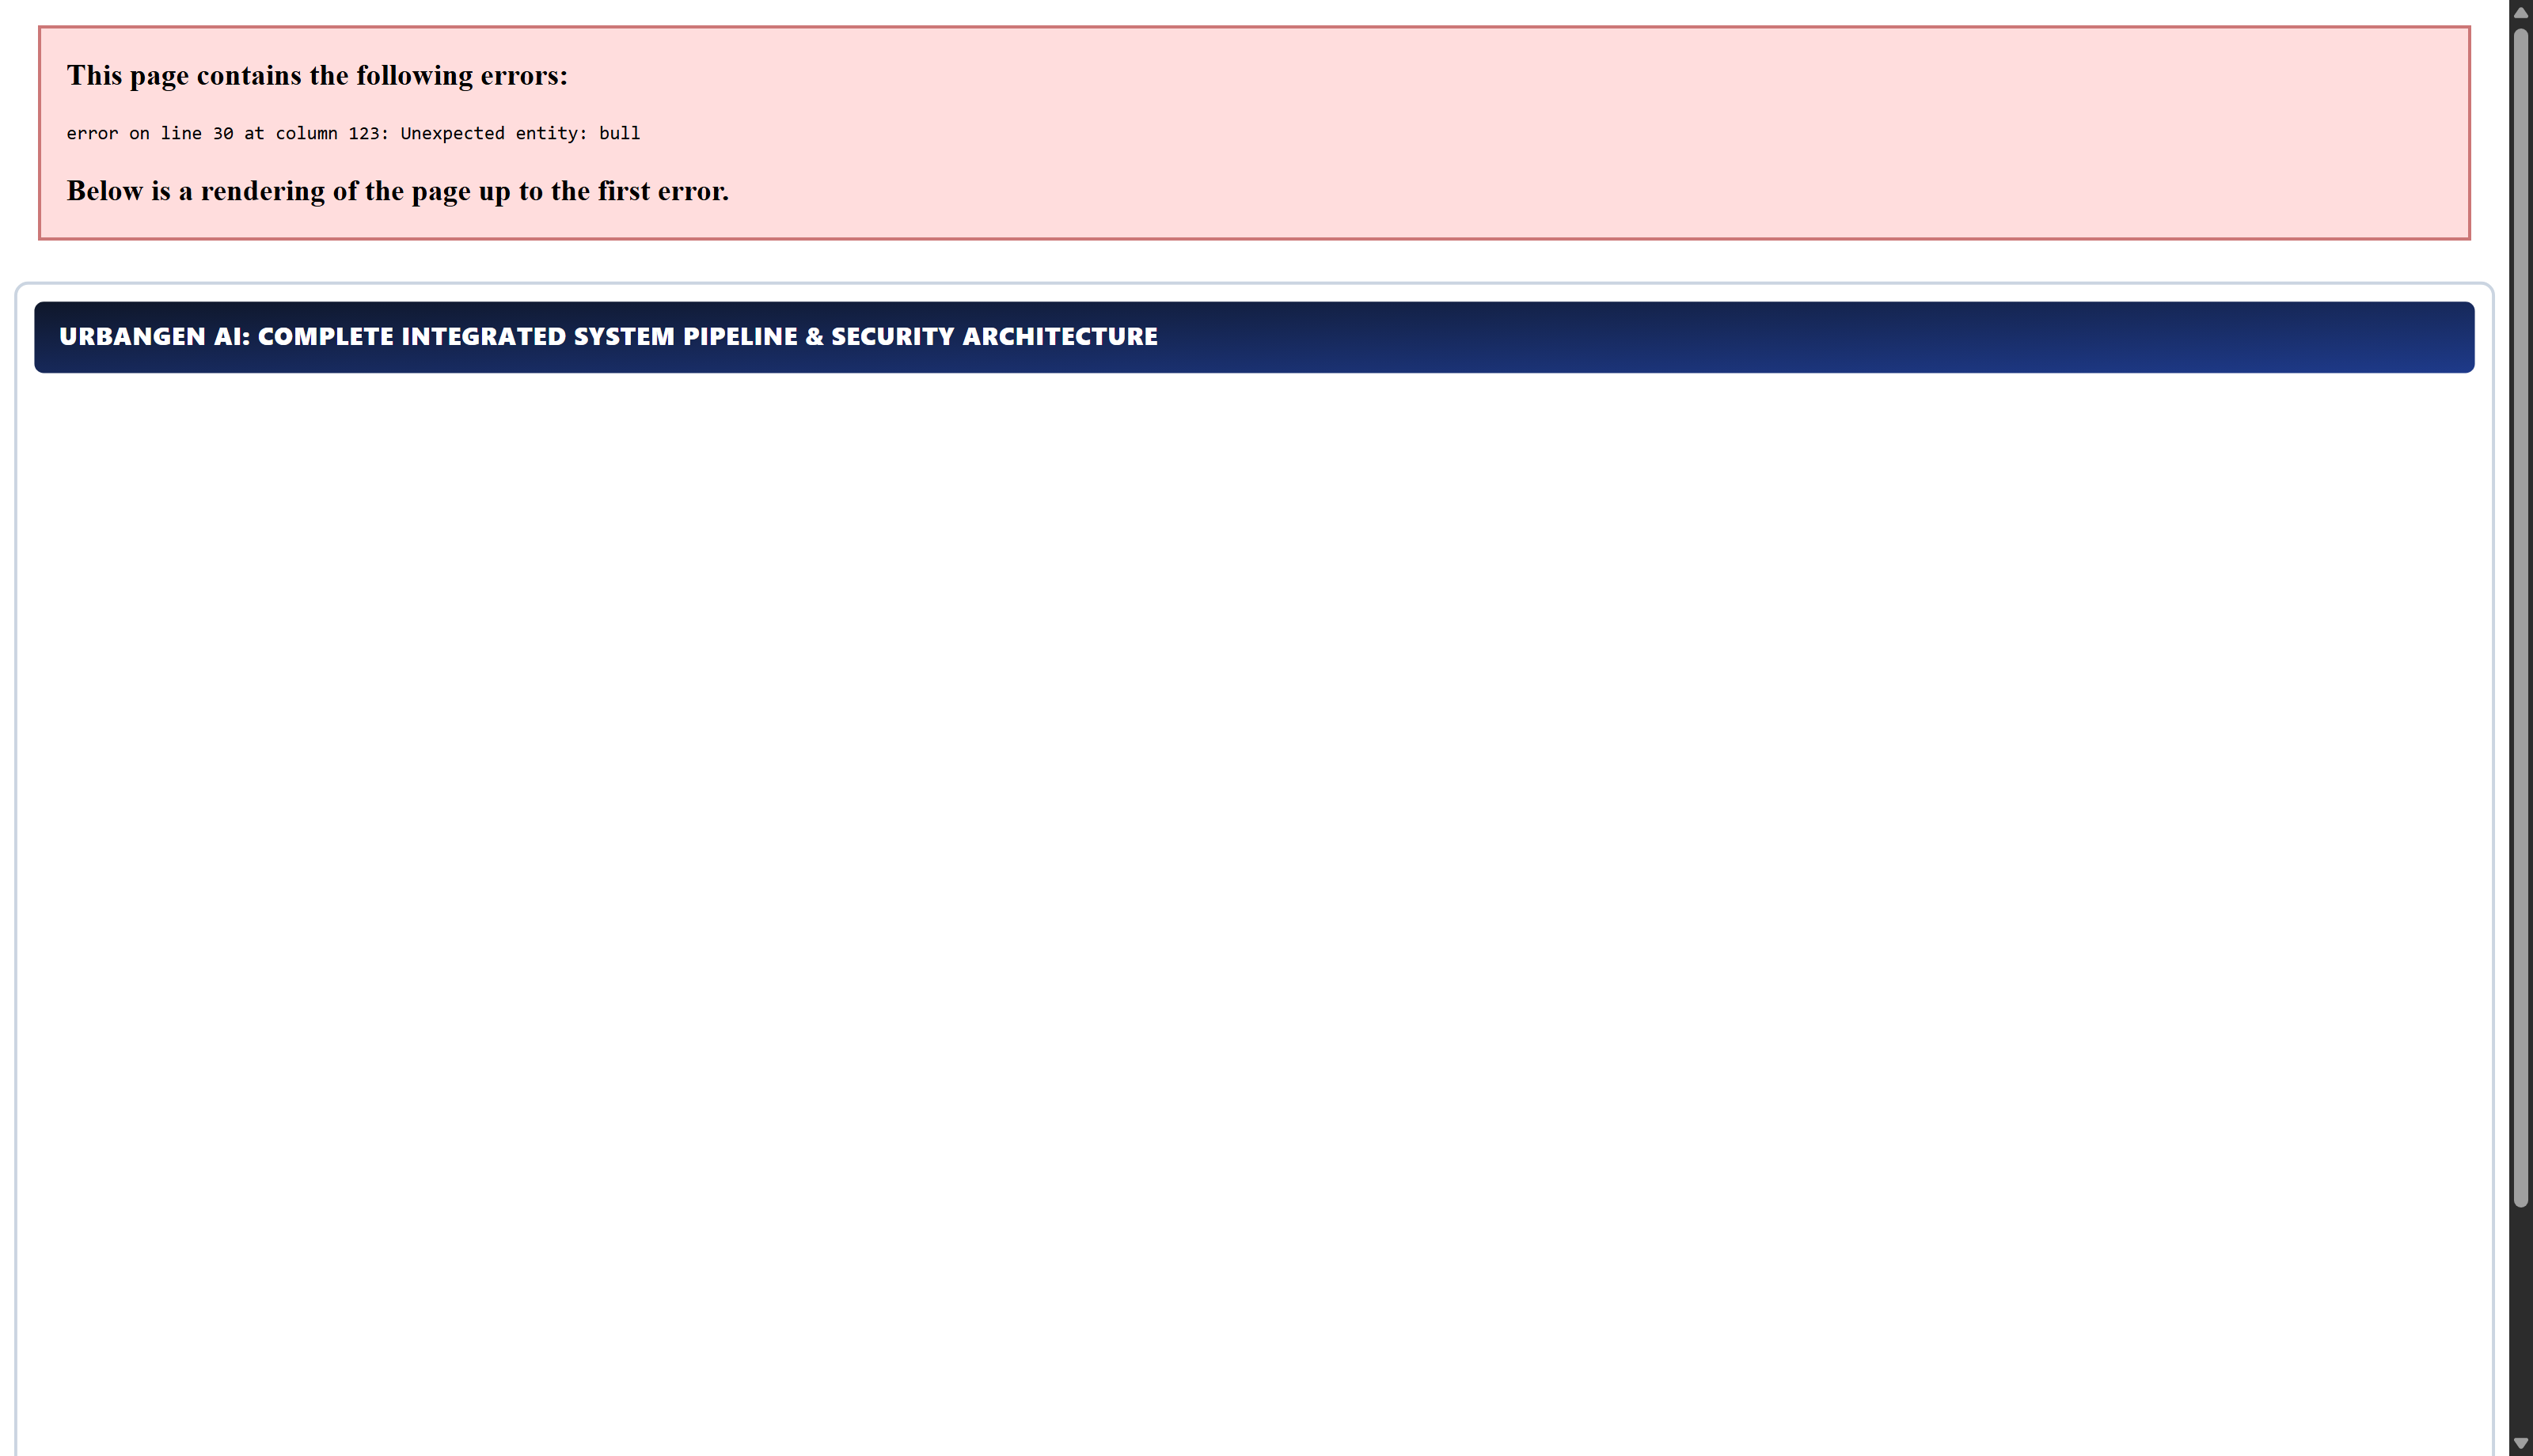 This page contains the following errors:
error on line 30 at column 123: Unexpected entity: bull
Below is a rendering of the page up to the first error.
URBANGEN AI: COMPLETE INTEGRATED SYSTEM PIPELINE & SECURITY ARCHITECTURE